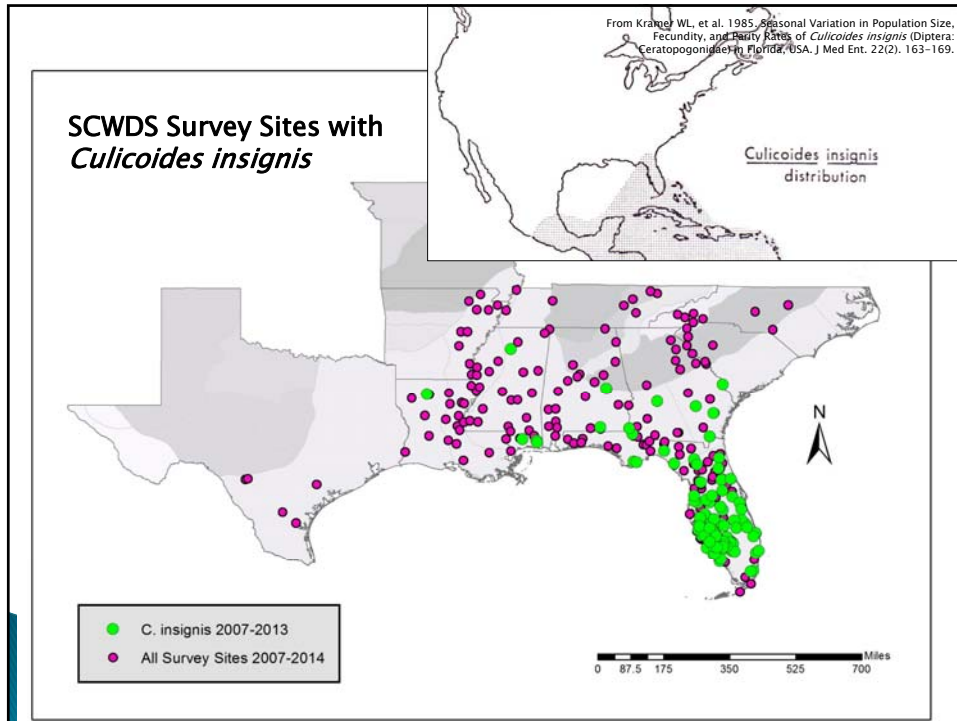 From Kramer WL, et al. 1985. Seasonal Variation in Population Size,
Fecundity, and Parity Rates of Culicoides insignis (Diptera:
Ceratopogonidae) in Florida, USA. J Med Ent. 22(2). 163-169.
SCWDS Survey Sites with
Culicoides insignis
Culicoides insignis
distribution
N
C. insignis 2007-2013
All Survey Sites 2007-2014
Miles
0 87.5 175 350 525 700